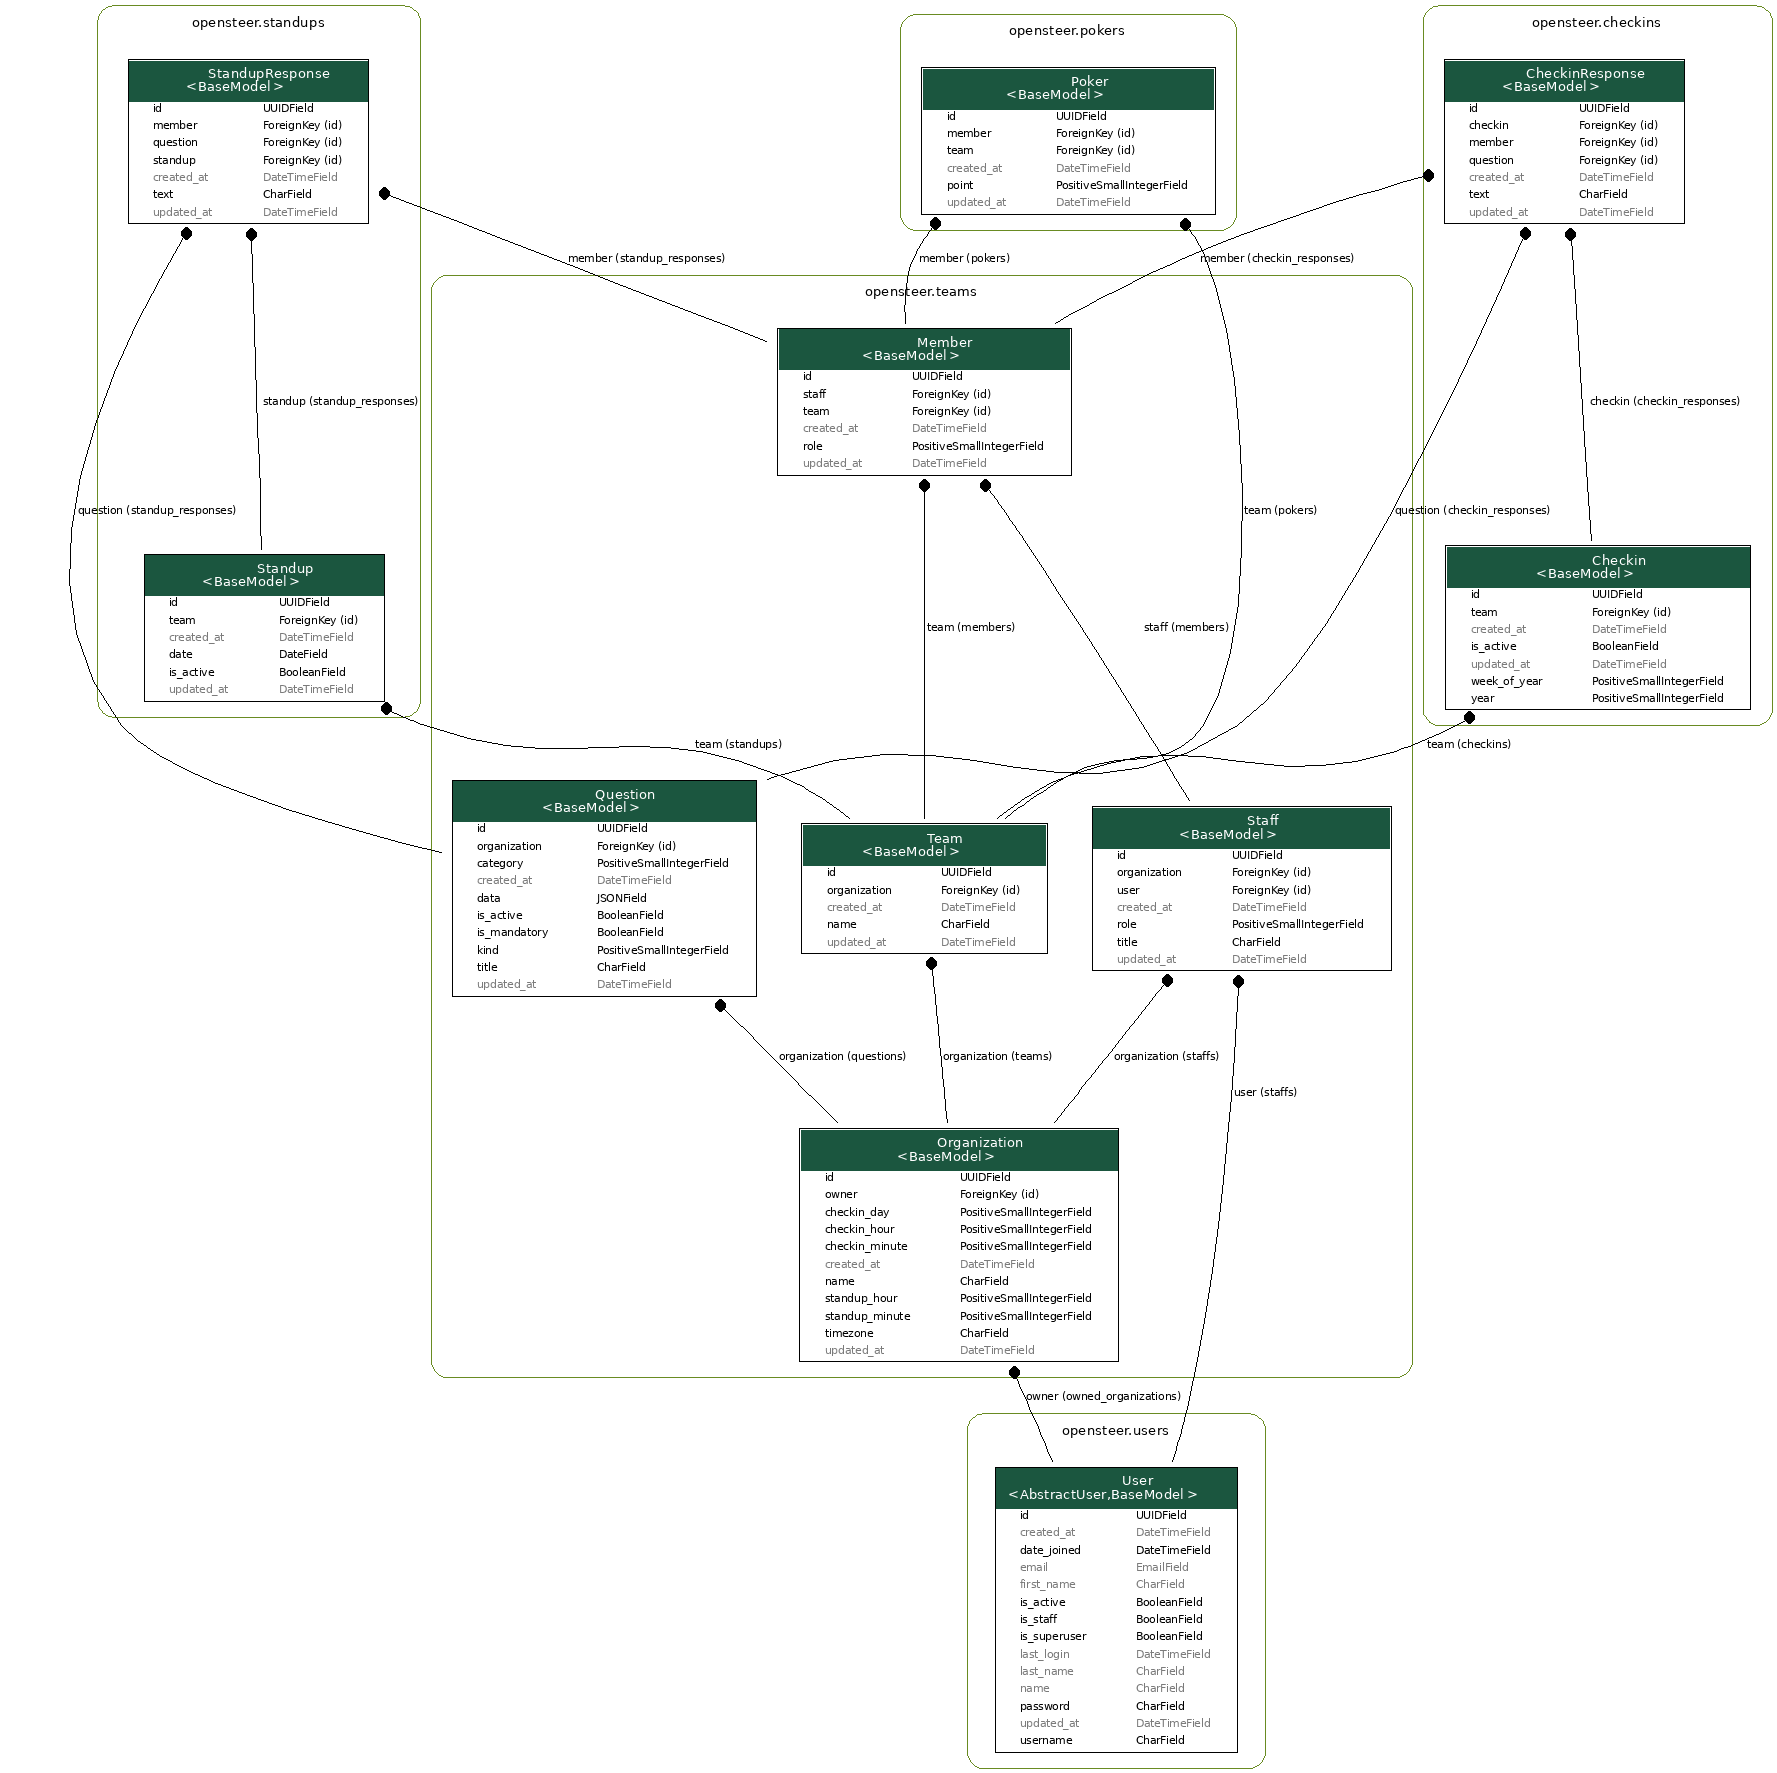 opensteer.standups
StandupResponse
<BaseModel>
id UUIDField
member ForeignKey (id)
question ForeignKey (id)
standup ForeignKey (id)
created_at DateTimeField
text CharField
updated_at DateTimeField
opensteer.pokers
Poker
<BaseModel>
id UUIDField
member ForeignKey (id)
team ForeignKey (id)
created_at DateTimeField
point PositiveSmallIntegerField
updated_at DateTimeField
opensteer.checkins
CheckinResponse
<BaseModel>
id UUIDField
checkin ForeignKey (id)
member ForeignKey (id)
question ForeignKey (id)
created_at DateTimeField
text CharField
updated_at DateTimeField
member (standup_responses)
member (pokers)
member (checkin_responses)
opensteer.teams
Member
<BaseModel>
id UUIDField
staff ForeignKey (id)
team ForeignKey (id)
created_at DateTimeField
role PositiveSmallIntegerField
updated_at DateTimeField
standup (standup_responses)
checkin (checkin_responses)
question (standup_responses)
team (pokers)
question (checkin_responses)
Standup
<BaseModel>
id UUIDField
team ForeignKey (id)
created_at DateTimeField
date DateField
is_active BooleanField
updated_at DateTimeField
team (members)
staff (members)
Checkin
<BaseModel>
id UUIDField
team ForeignKey (id)
created_at DateTimeField
is_active BooleanField
updated_at DateTimeField
week_of_year PositiveSmallIntegerField
year PositiveSmallIntegerField
team (standups)
team (checkins)
Question
<BaseModel>
id UUIDField
organization ForeignKey (id)
category PositiveSmallIntegerField
created_at DateTimeField
data JSONField
is_active BooleanField
is_mandatory BooleanField
kind PositiveSmallIntegerField
title CharField
updated_at DateTimeField
Team
<BaseModel>
id UUIDField
organization ForeignKey (id)
created_at DateTimeField
name CharField
updated_at DateTimeField
Staff
<BaseModel>
id UUIDField
organization ForeignKey (id)
user ForeignKey (id)
created_at DateTimeField
role PositiveSmallIntegerField
title CharField
updated_at DateTimeField
organization (questions)
organization (teams)
organization (staffs)
user (staffs)
Organization
<BaseModel>
id UUIDField
owner ForeignKey (id)
checkin_day PositiveSmallIntegerField
checkin_hour PositiveSmallIntegerField
checkin_minute PositiveSmallIntegerField
created_at DateTimeField
name CharField
standup_hour PositiveSmallIntegerField
standup_minute PositiveSmallIntegerField
timezone CharField
updated_at DateTimeField
owner (owned_organizations)
opensteer.users
User
<AbstractUser,BaseModel>
id UUIDField
created_at DateTimeField
date_joined DateTimeField
email EmailField
first_name CharField
is_active BooleanField
is_staff BooleanField
is_superuser BooleanField
last_login DateTimeField
last_name CharField
name CharField
password CharField
updated_at DateTimeField
username CharField